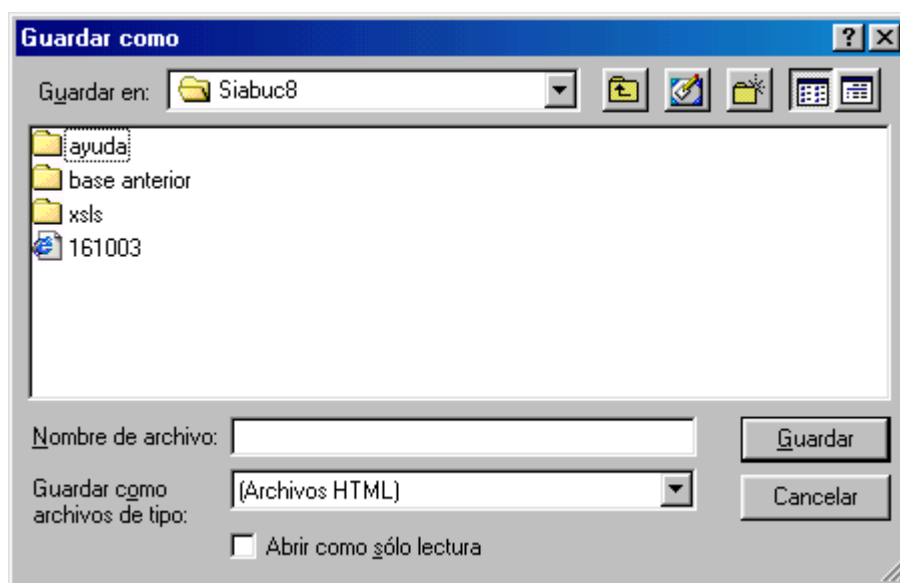 Guardar como
Guardar en: Siabuc8
ayuda
base anterior
xsls
161003
Nombre de archivo: Guardar
Guardar como archivos de tipo: (Archivos HTML) Cancelar
Abrir como sólo lectura